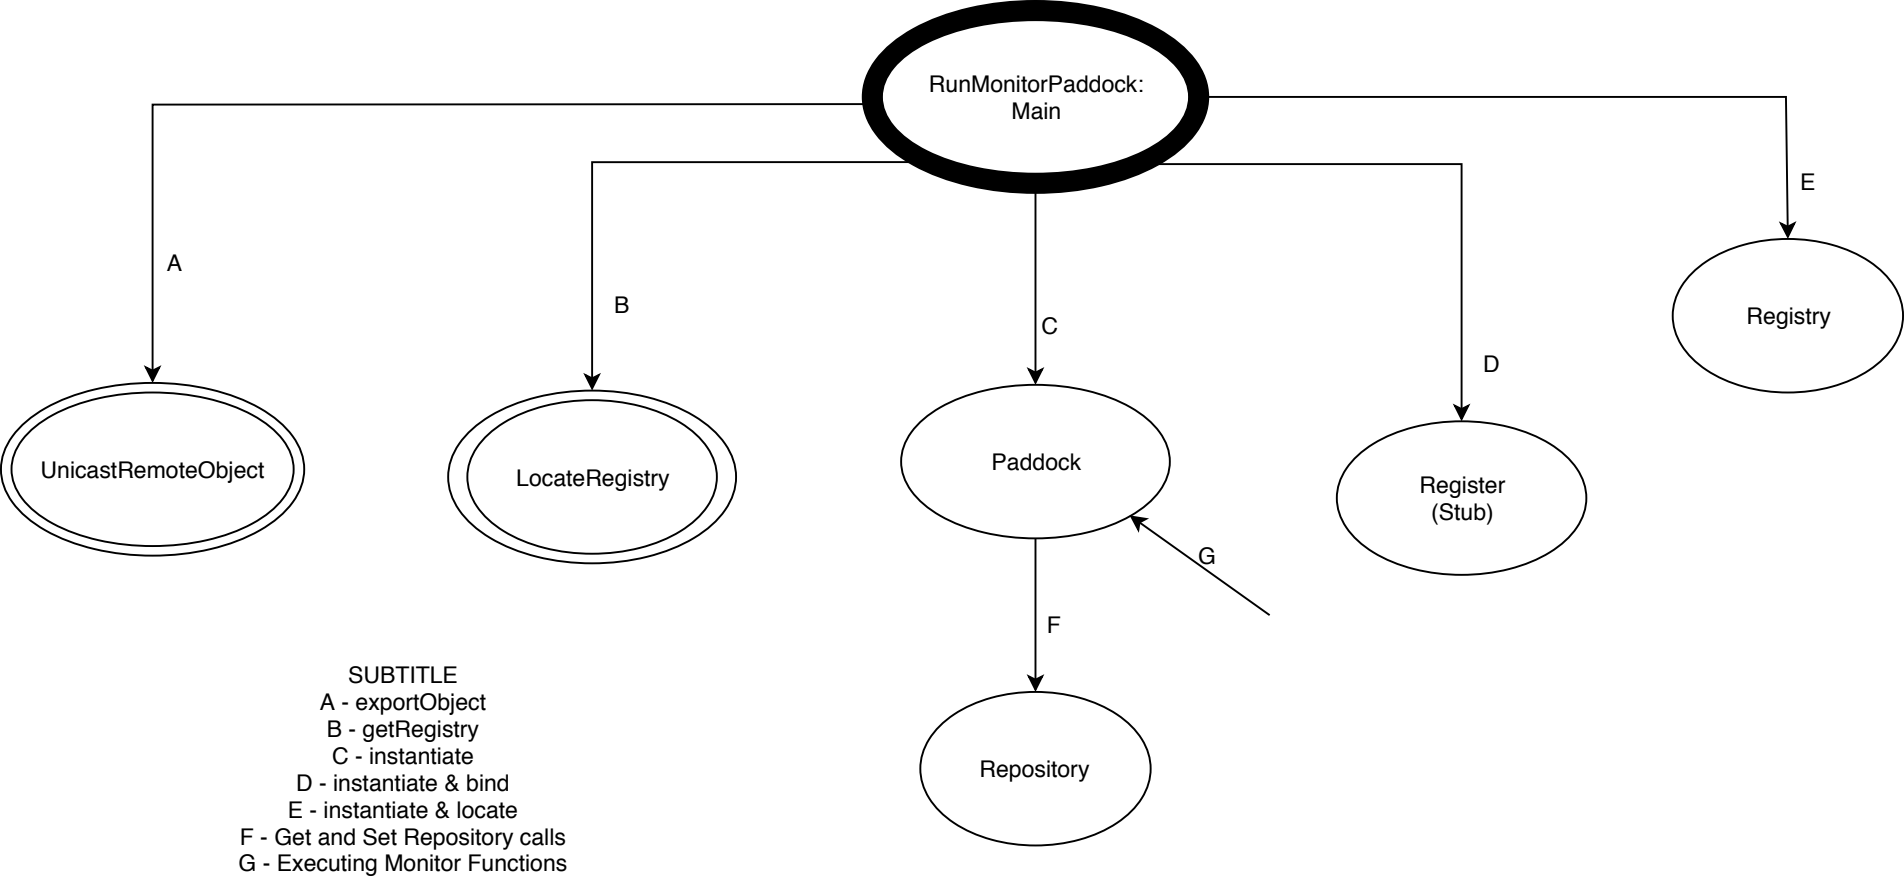 RunMonitorPaddock:
Main
A
B
C
D
E
UnicastRemoteObject
LocateRegistry
Paddock
Register
(Stub)
Registry
G
F
Repository
SUBTITLE
A - exportObject
B - getRegistry
C - instantiate
D - instantiate & bind
E - instantiate & locate
F - Get and Set Repository calls
G - Executing Monitor Functions